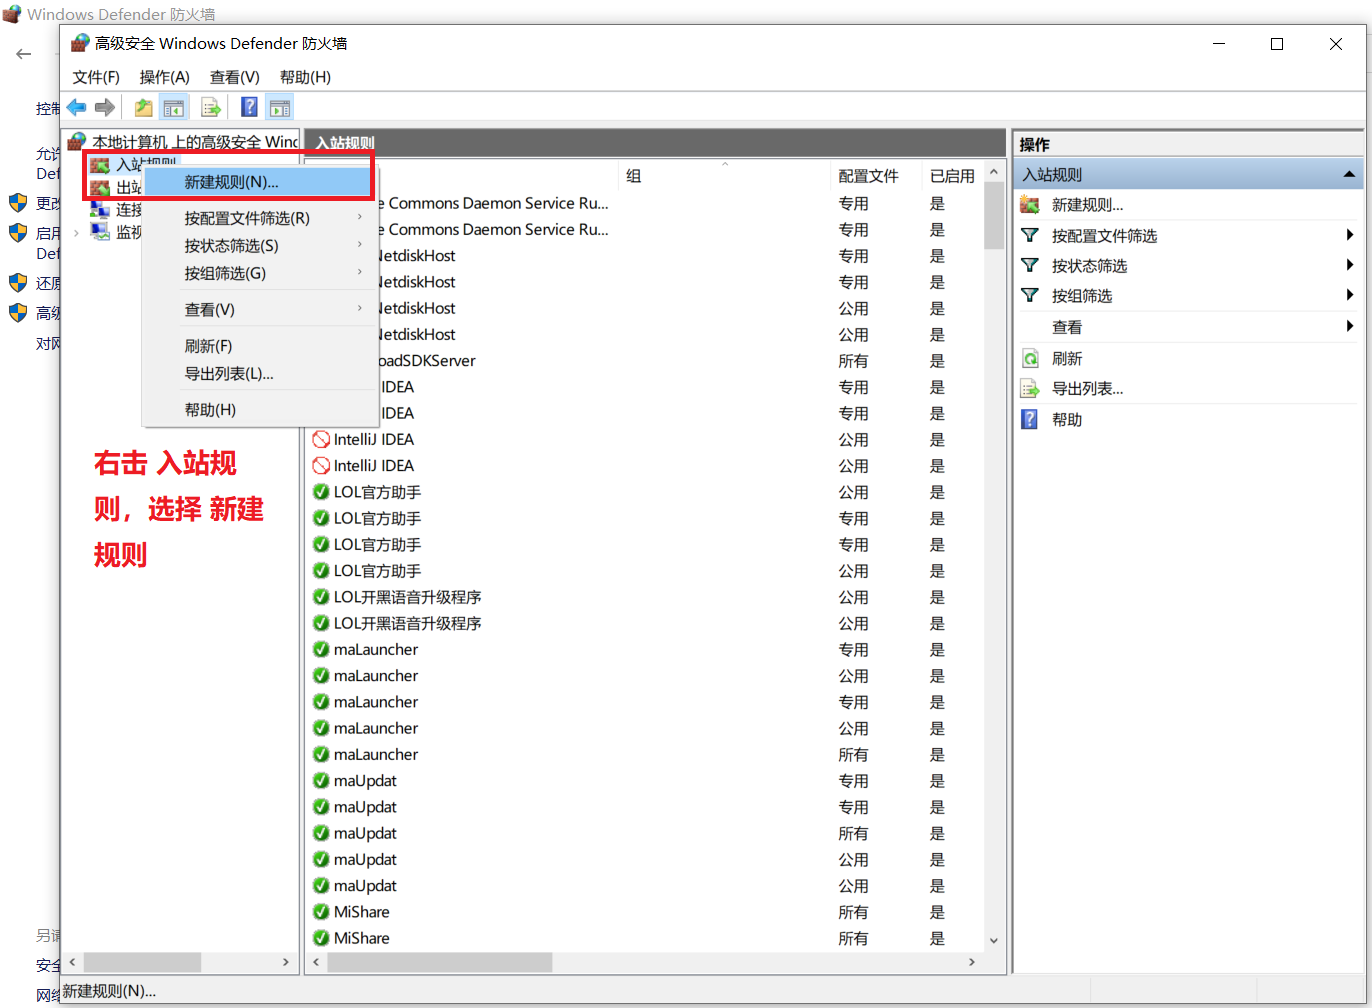 Windows Defender 防火墙
高级安全 Windows Defender 防火墙
文件(F) 操作(A) 查看(V) 帮助(H)
控制
允许
Def
更改
启用
Def
还原
高级
对网
另请
安全
网络
本地计算机 上的高级安全 Wind
入站规则
出站
连接
监视
新建规则(N)...
按配置文件筛选(R)
按状态筛选(S)
按组筛选(G)
查看(V)
刷新(F)
导出列表(L)...
帮助(H)
右击 入站规
则，选择 新建
规则
入站规则
组 配置文件 已启用
e Commons Daemon Service Ru... 专用 是
e Commons Daemon Service Ru... 专用 是
NetdiskHost 专用 是
NetdiskHost 专用 是
NetdiskHost 公用 是
NetdiskHost 公用 是
oadSDKServer 所有 是
IDEA 专用 是
IDEA 专用 是
IntelliJ IDEA 公用 是
IntelliJ IDEA 公用 是
LOL官方助手 公用 是
LOL官方助手 专用 是
LOL官方助手 专用 是
LOL官方助手 公用 是
LOL开黑语音升级程序 公用 是
LOL开黑语音升级程序 公用 是
maLauncher 专用 是
maLauncher 公用 是
maLauncher 专用 是
maLauncher 公用 是
maLauncher 所有 是
maUpdat 专用 是
maUpdat 专用 是
maUpdat 所有 是
maUpdat 公用 是
maUpdat 公用 是
MiShare 所有 是
MiShare 所有 是
操作
入站规则
新建规则...
按配置文件筛选
按状态筛选
按组筛选
查看
刷新
导出列表...
帮助
新建规则(N)...